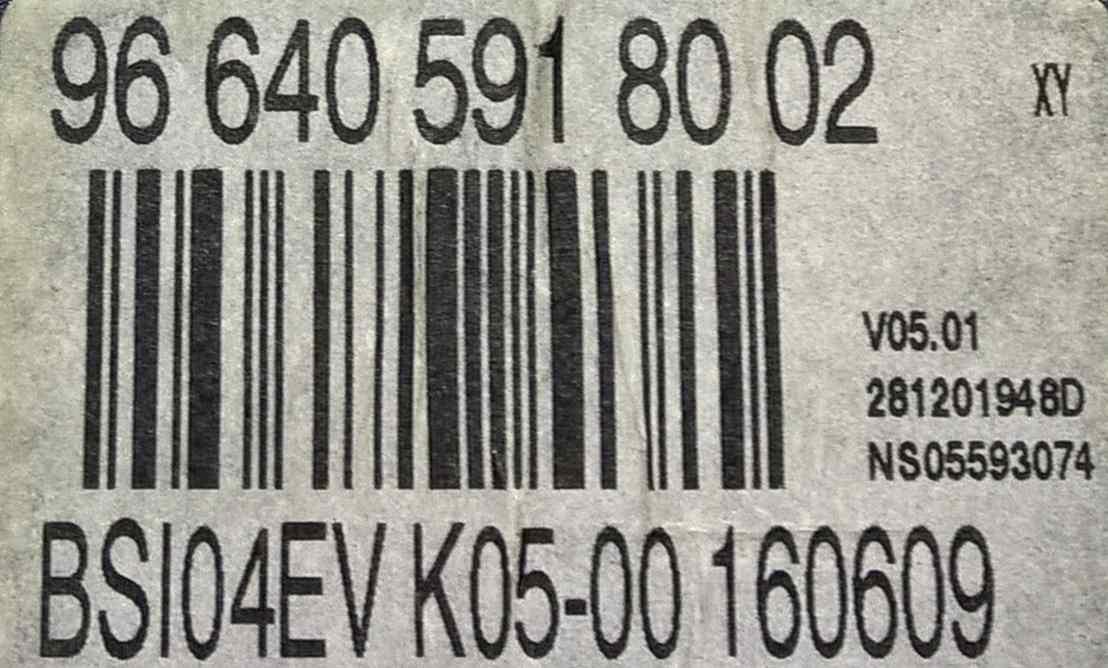 96 640 591 80 02
XY
V05.01
281201948D
NS05593074
BSI04EV K05-00 160609